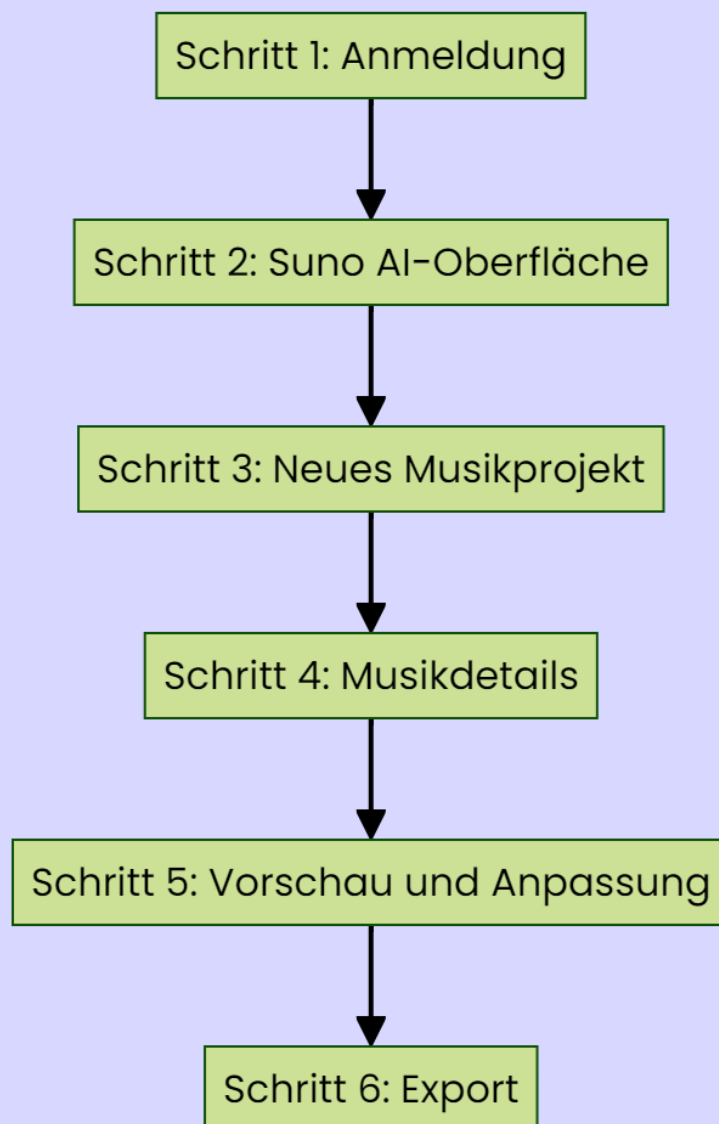 Schritt 1: Anmeldung
Schritt 2: Suno AI-Oberfläche
Schritt 3: Neues Musikprojekt
Schritt 4: Musikdetails
Schritt 5: Vorschau und Anpassung
Schritt 6: Export